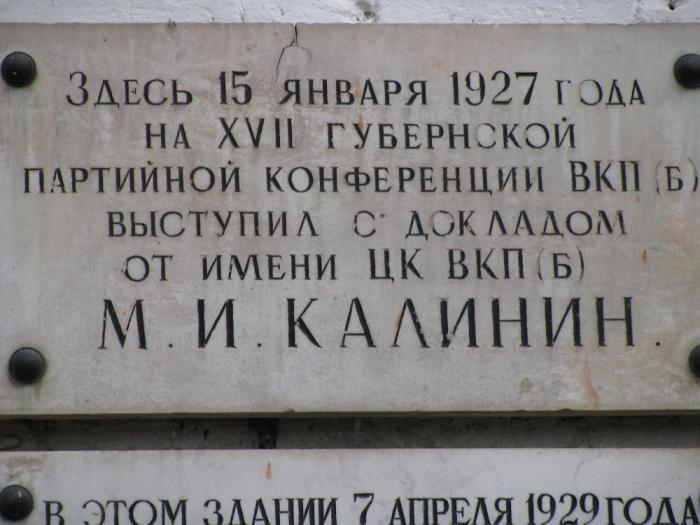 Здесь 15 января 1927 года
на XVII губернской
партийной конференции ВКП(б)
выступил с докладом
от имени ЦК ВКП(б)
М. И. КАЛИНИН.
В этом здании 7 апреля 1929 года